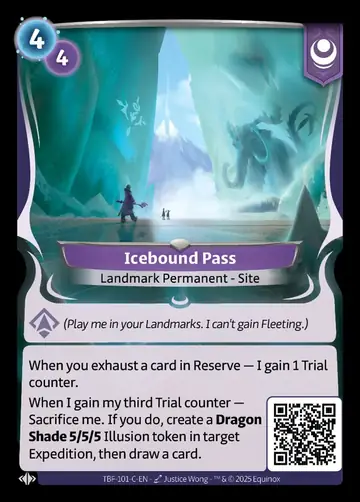 4
4
Icebound Pass
Landmark Permanent - Site
(Play me in your Landmarks. I can't gain Fleeting.)
When you exhaust a card in Reserve — I gain 1 Trial
counter.
When I gain my third Trial counter —
Sacrifice me. If you do, create a Dragon
Shade 5/5/5 Illusion token in target
Expedition, then draw a card.
TBF-101-C-EN - Justice Wong - ™ & © 2025 Equinox